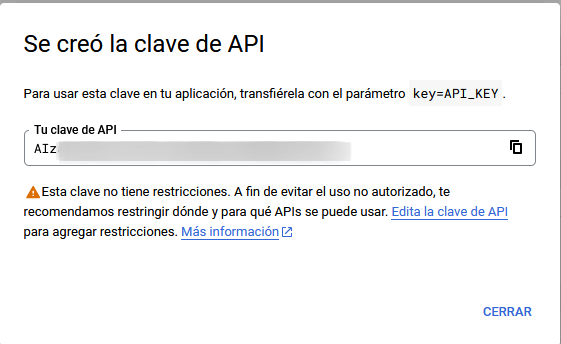 Se creó la clave de API
Para usar esta clave en tu aplicación, transfiérela con el parámetro key=API_KEY.
Tu clave de API
AIz
Esta clave no tiene restricciones. A fin de evitar el uso no autorizado, te
recomendamos restringir dónde y para qué APIs se puede usar. Edita la clave de API
para agregar restricciones. Más información
CERRAR